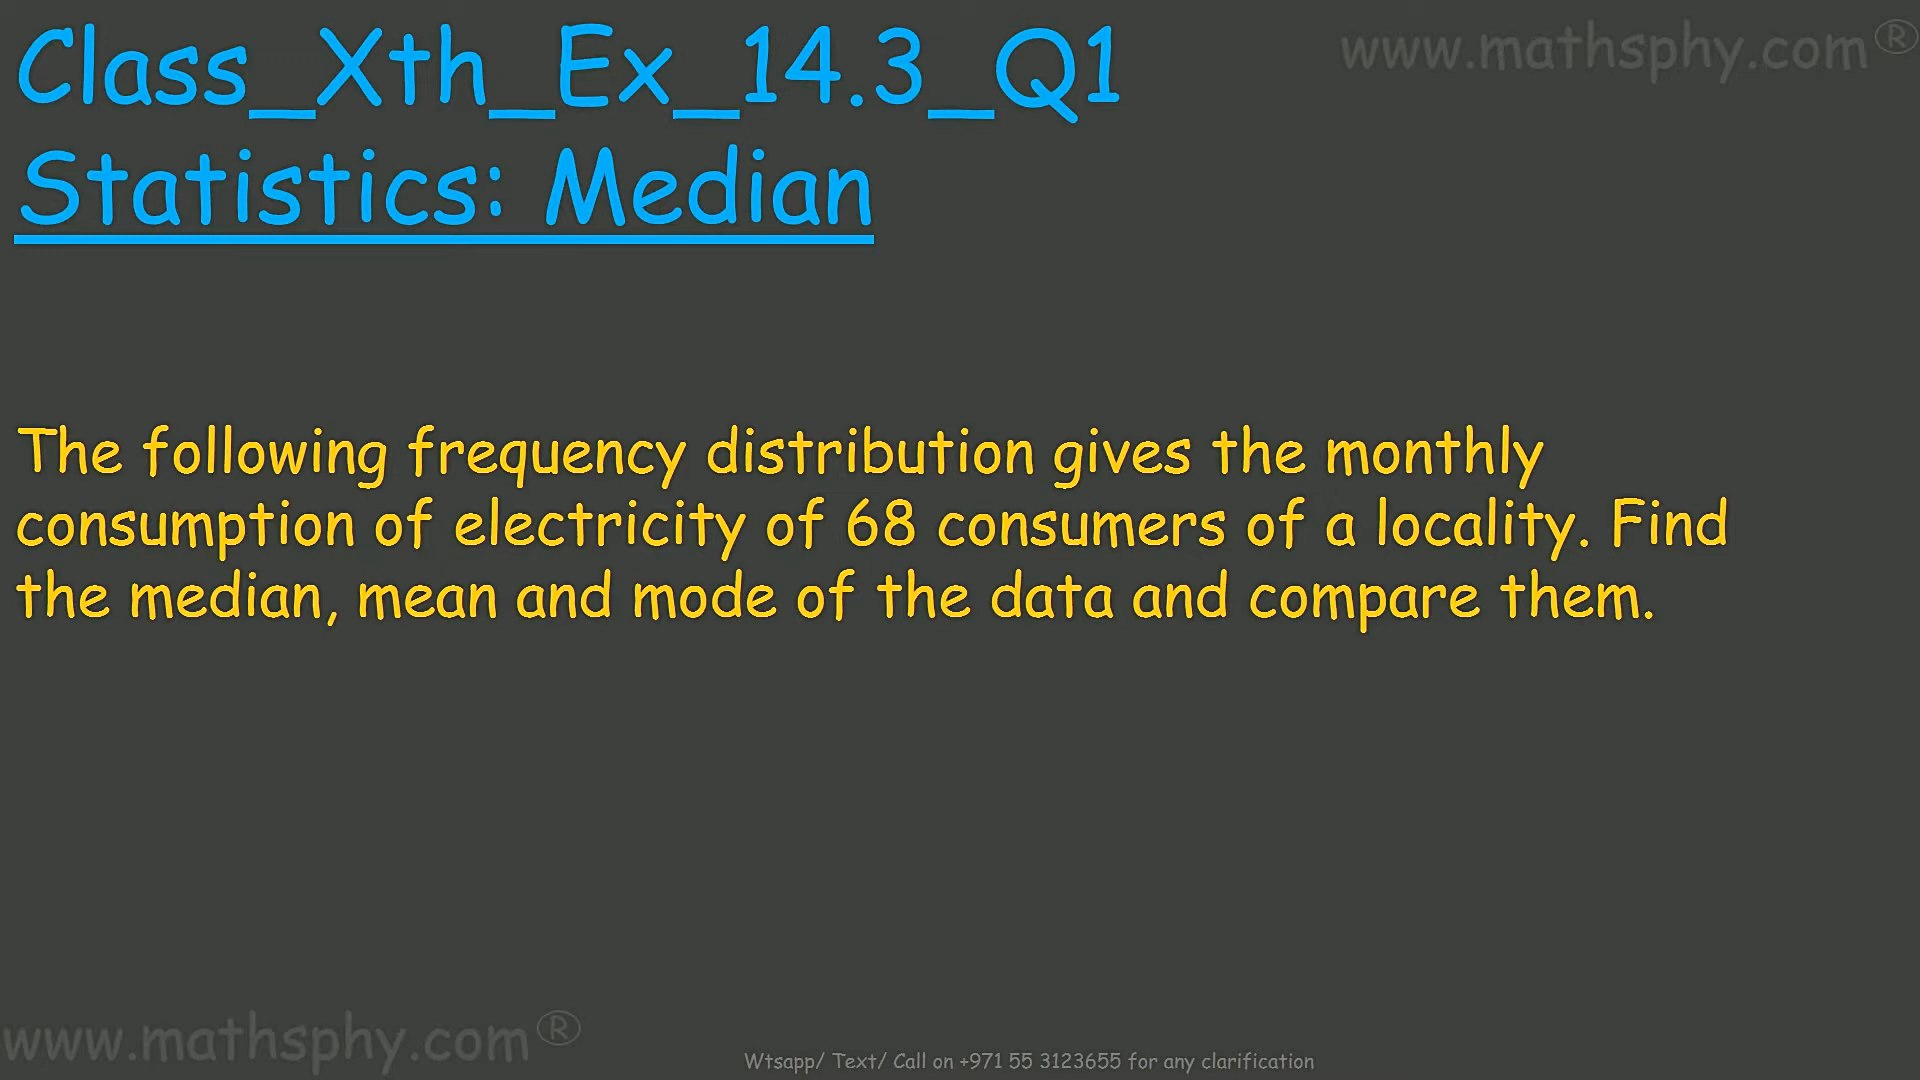 Class_Xth_Ex_14.3_Q1
www.mathsphy.com®
Statistics: Median
The following frequency distribution gives the monthly
consumption of electricity of 68 consumers of a locality. Find
the median, mean and mode of the data and compare them.
www.mathsphy.com®
Wtsapp/ Text/ Call on +971 55 3123655 for any clarification